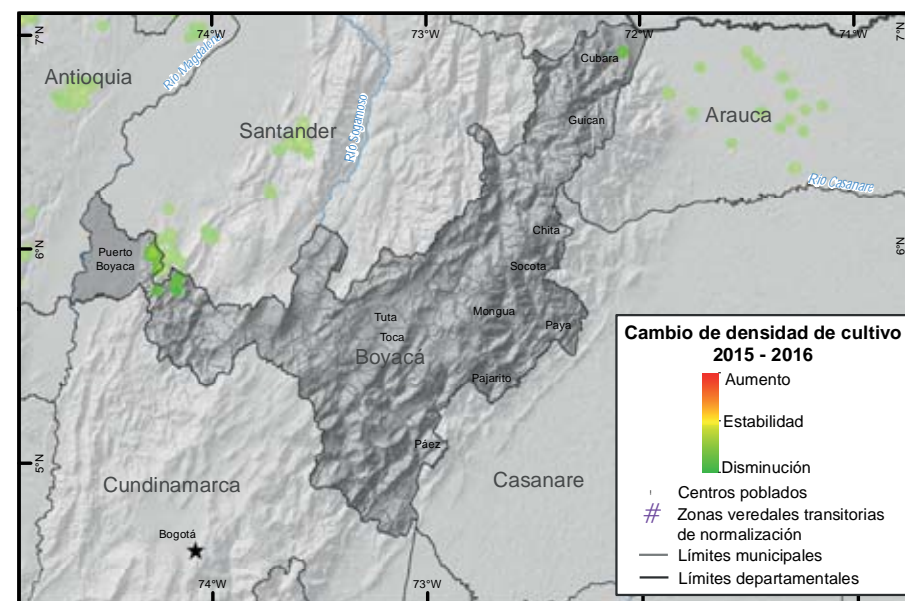 7°N
74°W
73°W
72°W
71°W
7°N
Río Magdalena
Cubara
Antioquia
Santander
Río Sogamoso
Guican
Arauca
Río Casanare
6°N
Chita
6°N
Puerto
Boyaca
Socota
Tuta
Mongua
Paya
Toca
Boyacá
Pajarito
Páez
5°N
Cundinamarca
Casanare
Bogotá
74°W
73°W
Cambio de densidad de cultivo
2015 - 2016
Aumento
Estabilidad
Disminución
Centros poblados
# Zonas veredales transitorias
de normalización
Límites municipales
Límites departamentales